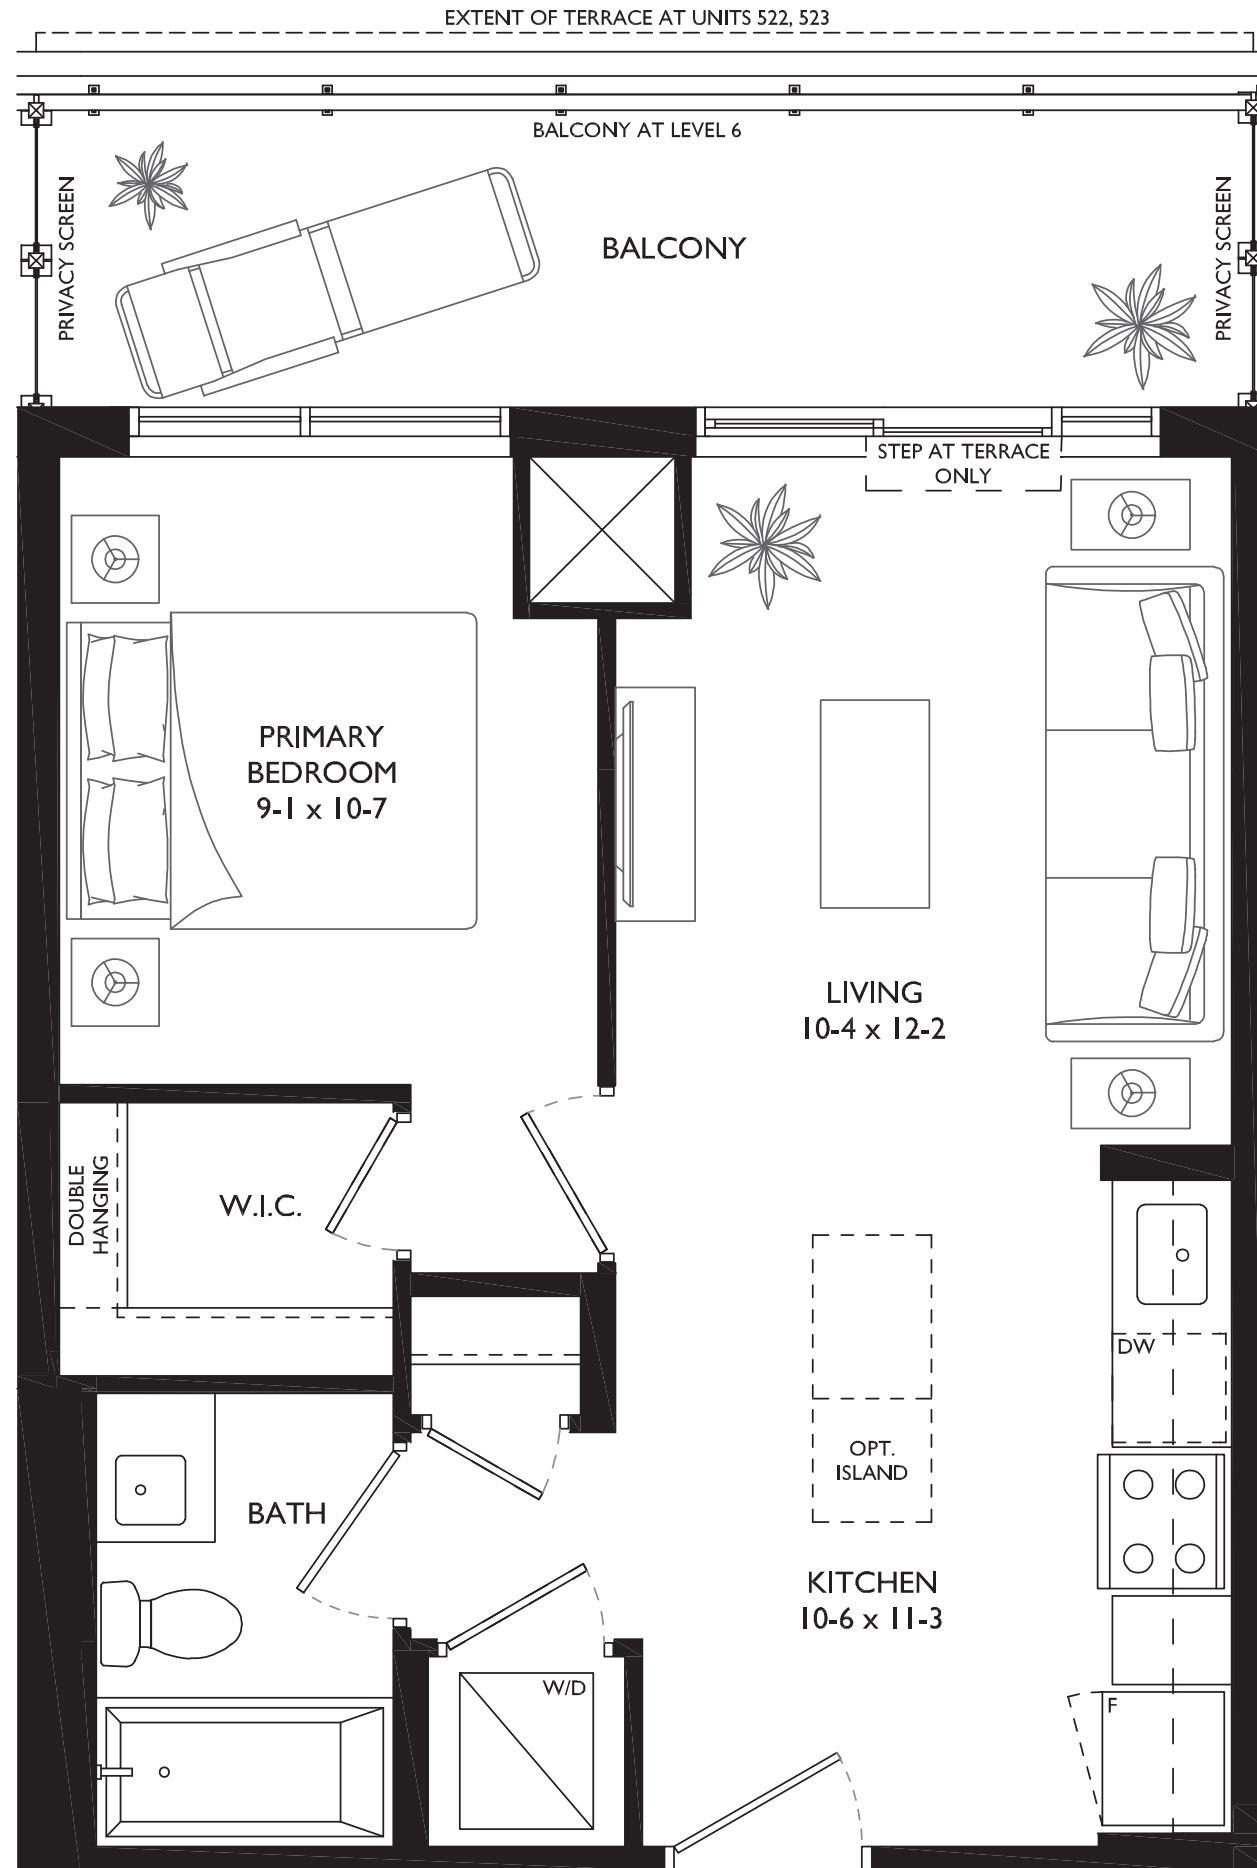 EXTENT OF TERRACE AT UNITS 522, 523
BALCONY AT LEVEL 6
PRIVACY SCREEN
BALCONY
PRIVACY SCREEN
STEP AT TERRACE
ONLY
PRIMARY
BEDROOM
9-1 x 10-7
LIVING
10-4 x 12-2
DOUBLE
HANGING
W.I.C.
DW
OPT.
ISLAND
BATH
KITCHEN
10-6 x 11-3
W/D
F